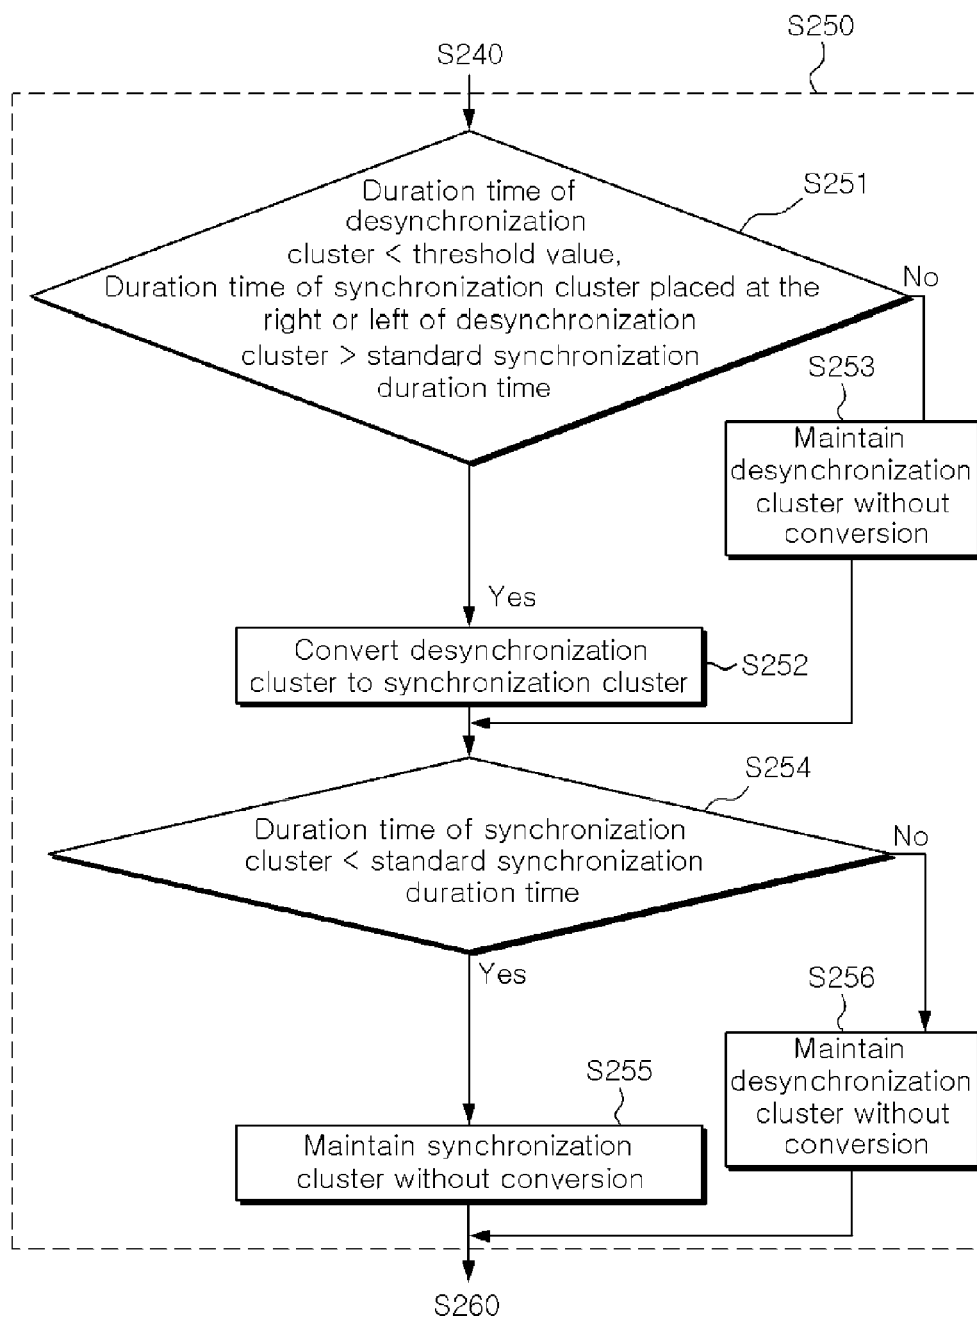 S250
S240
S251
Duration time of
desynchronization
cluster < threshold value,
Duration time of synchronization cluster placed at the
right or left of desynchronization
cluster > standard synchronization
duration time
No
S253
Maintain
desynchronization
cluster without
conversion
Yes
Convert desynchronization
cluster to synchronization cluster
S252
S254
Duration time of synchronization
cluster < standard synchronization
duration time
No
Yes
S256
Maintain
desynchronization
cluster without
conversion
S255
Maintain synchronization
cluster without conversion
S260